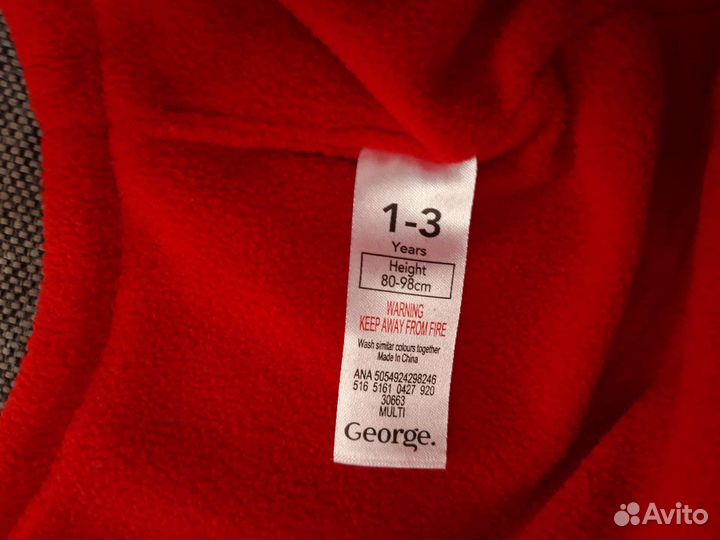 1-3
Years
Height
80-98cm
WARNING
KEEP AWAY FROM FIRE
Wash similar colours together
Made In China
ANA 5054924298246
516 5161 0427 920
30663
MULTI
George.
Avito